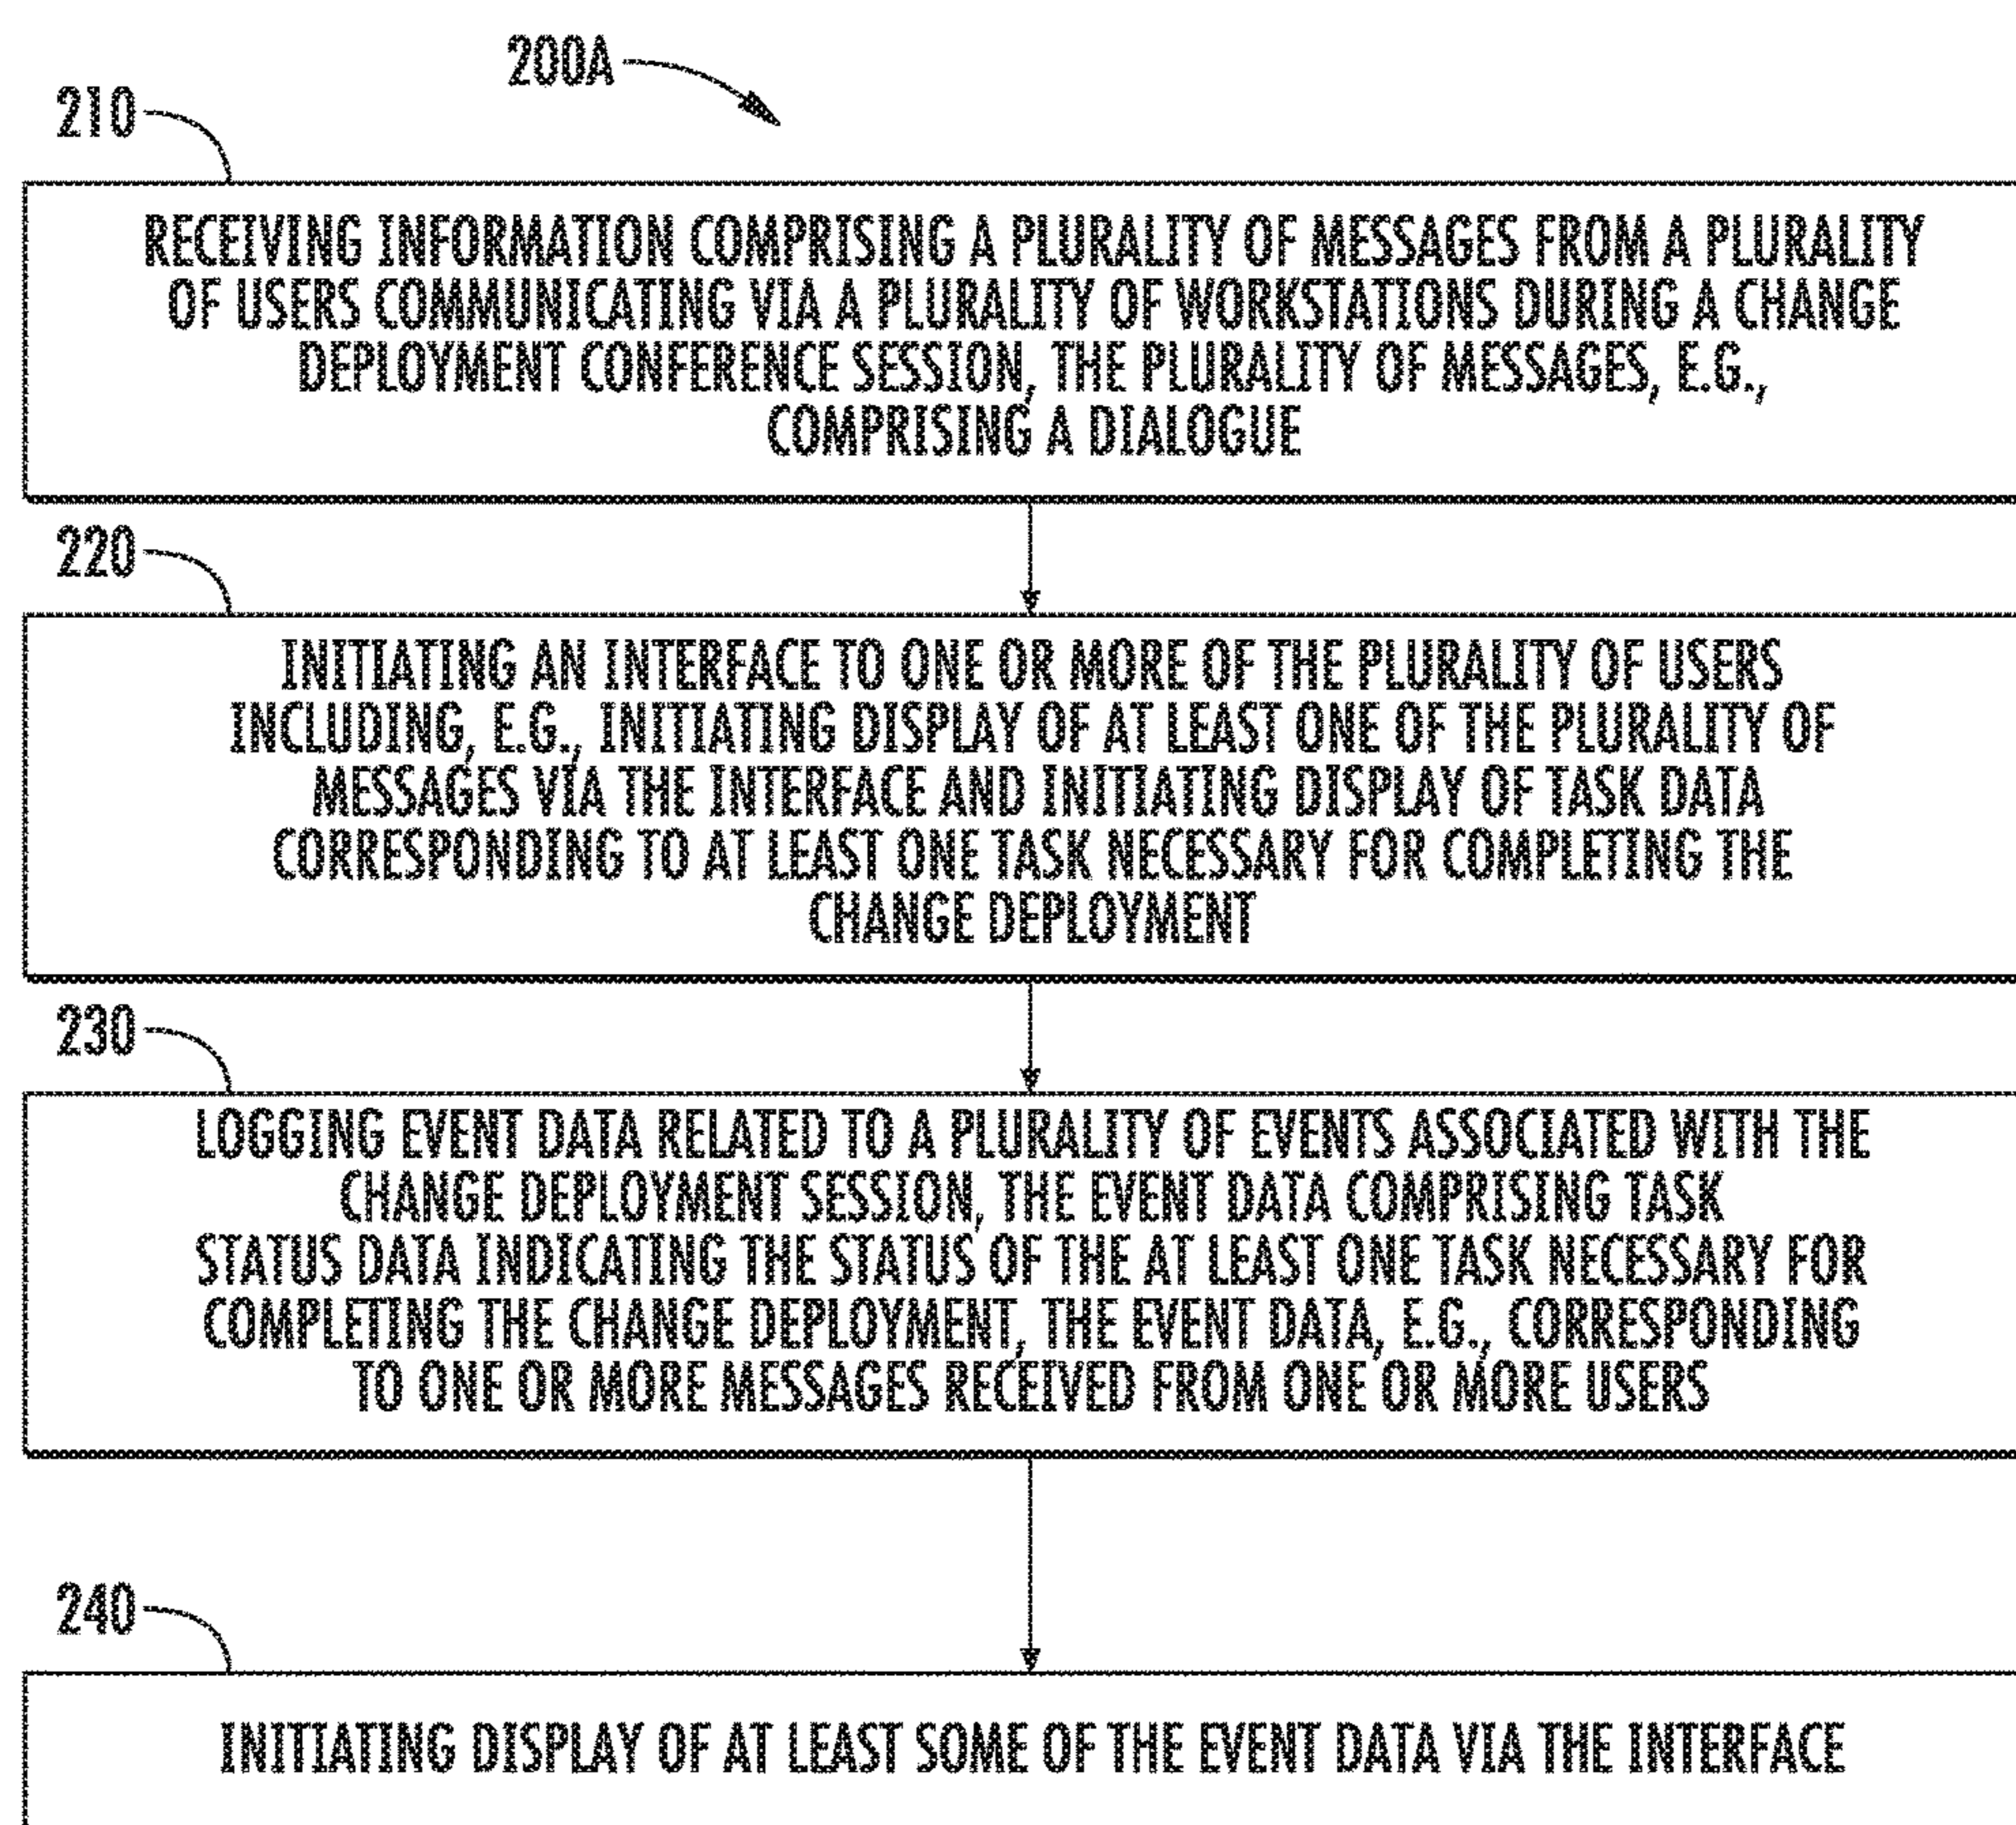 200A
210
RECEIVING INFORMATION COMPRISING A PLURALITY OF MESSAGES FROM A PLURALITY
OF USERS COMMUNICATING VIA A PLURALITY OF WORKSTATIONS DURING A CHANGE
DEPLOYMENT CONFERENCE SESSION, THE PLURALITY OF MESSAGES, E.G.,
COMPRISING A DIALOGUE
220
INITIATING AN INTERFACE TO ONE OR MORE OF THE PLURALITY OF USERS
INCLUDING, E.G., INITIATING DISPLAY OF AT LEAST ONE OF THE PLURALITY OF
MESSAGES VIA THE INTERFACE AND INITIATING DISPLAY OF TASK DATA
CORRESPONDING TO AT LEAST ONE TASK NECESSARY FOR COMPLETING THE
CHANGE DEPLOYMENT
230
LOGGING EVENT DATA RELATED TO A PLURALITY OF EVENTS ASSOCIATED WITH THE
CHANGE DEPLOYMENT SESSION, THE EVENT DATA COMPRISING TASK
STATUS DATA INDICATING THE STATUS OF THE AT LEAST ONE TASK NECESSARY FOR
COMPLETING THE CHANGE DEPLOYMENT, THE EVENT DATA, E.G., CORRESPONDING
TO ONE OR MORE MESSAGES RECEIVED FROM ONE OR MORE USERS
240
INITIATING DISPLAY OF AT LEAST SOME OF THE EVENT DATA VIA THE INTERFACE